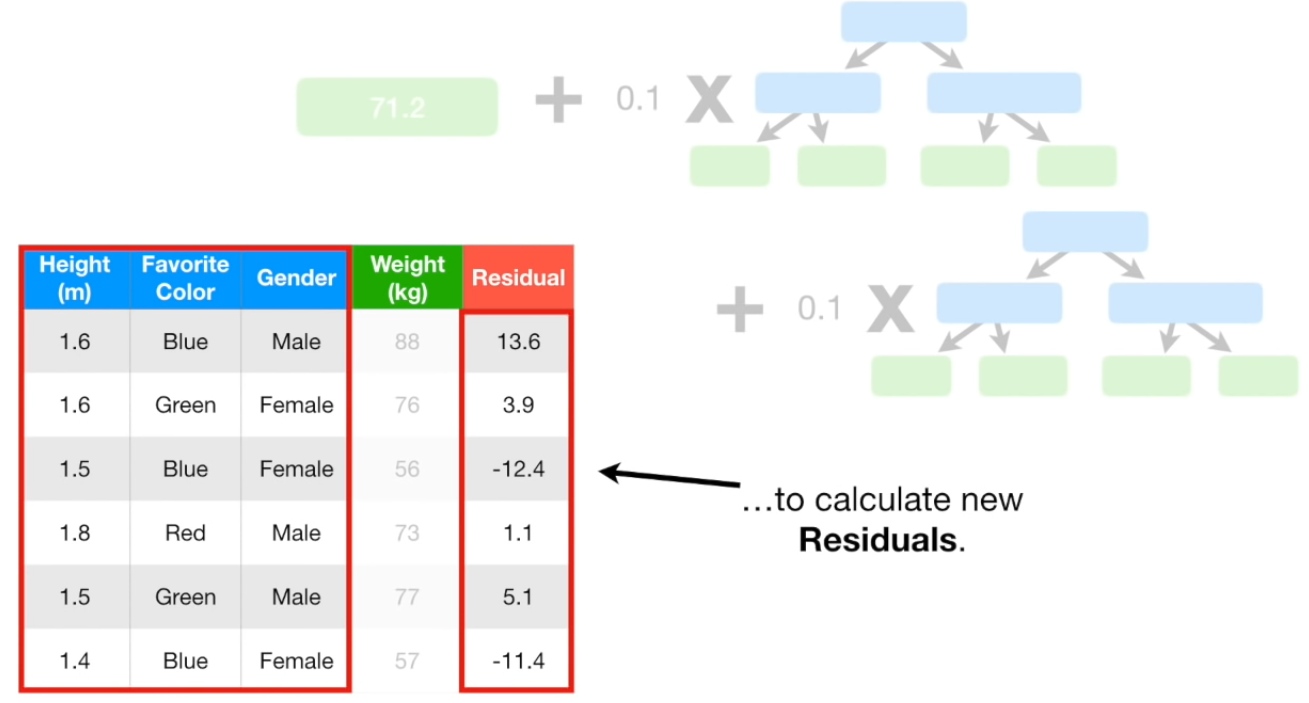 71.2 + 0.1 X
+ 0.1 X
Height (m) Favorite Color Gender Weight (kg) Residual
1.6 Blue Male 88 13.6
1.6 Green Female 76 3.9
1.5 Blue Female 56 -12.4
1.8 Red Male 73 1.1
1.5 Green Male 77 5.1
1.4 Blue Female 57 -11.4
…to calculate new
Residuals.